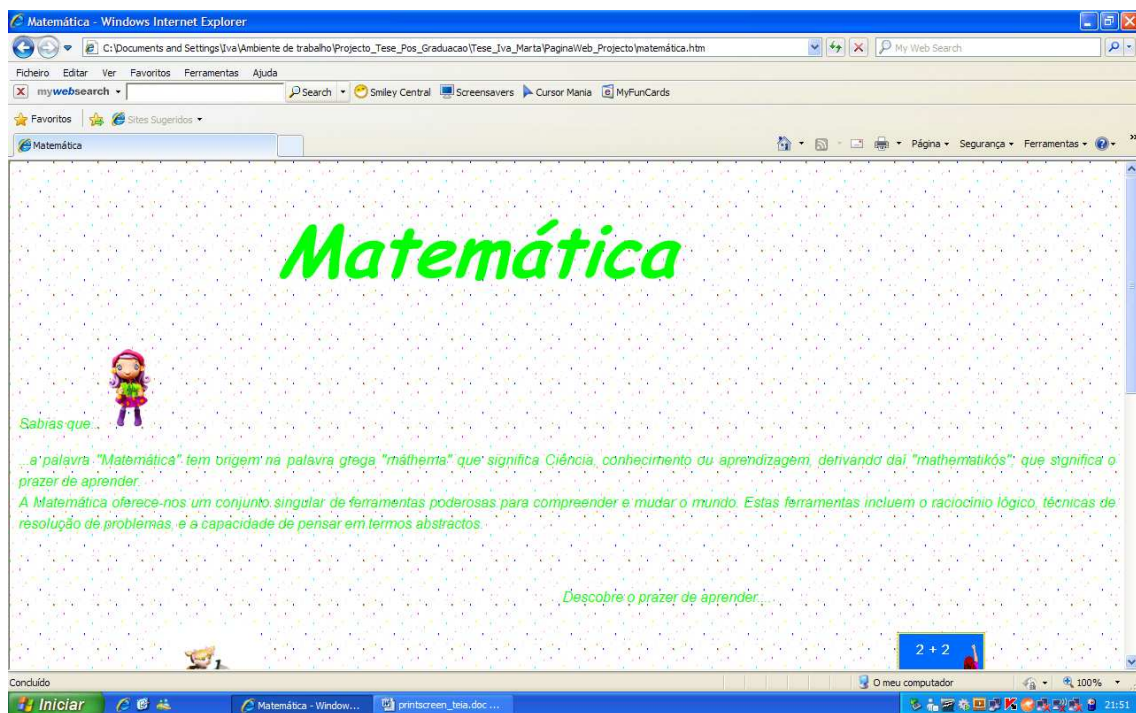 Matemática - Windows Internet Explorer
C:\Documents and Settings\Iva\Ambiente de trabalho\Projecto_Tese_Pos_Graduacao\Tese_Iva_Marta\PaginaWeb_Projecto\matemática.htm
My Web Search
Ficheiro Editar Ver Favoritos Ferramentas Ajuda
mywebsearch Search Smiley Central Screensavers Cursor Mania MyFunCards
Favoritos Sites Sugeridos
Matemática Página Segurança Ferramentas
Matemática
Sabias que...
...a palavra "Matemática" tem origem na palavra grega "máthema" que significa Ciência, conhecimento ou aprendizagem, derivando daí "mathematikós", que significa o
prazer de aprender.
A Matemática oferece-nos um conjunto singular de ferramentas poderosas para compreender e mudar o mundo. Estas ferramentas incluem o raciocínio lógico, técnicas de
resolução de problemas, e a capacidade de pensar em termos abstractos.
Descobre o prazer de aprender....
2 + 2
Concluído O meu computador 100%
Iniciar Matemática - Window... printscreen_teia.doc ... 21:51